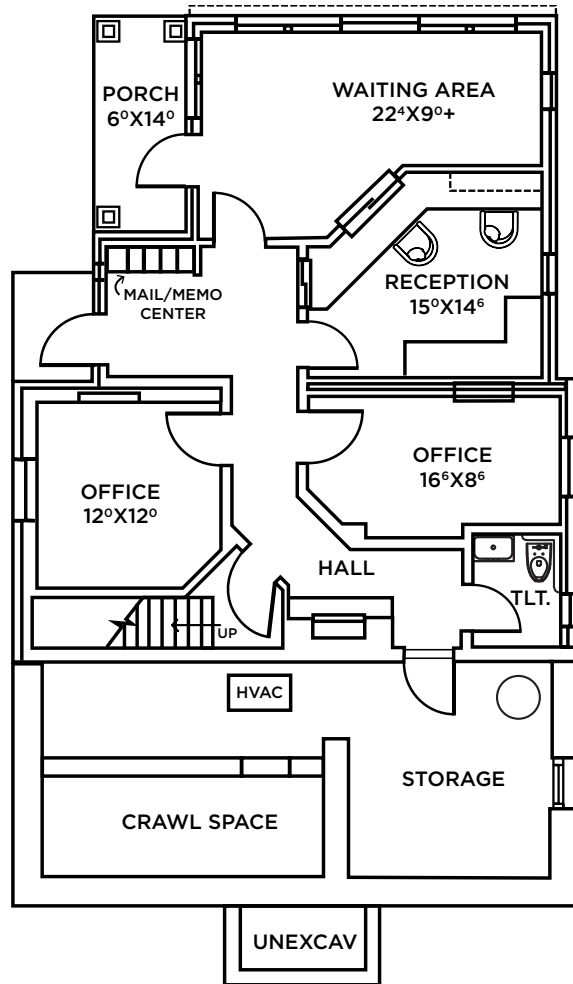 PORCH
6⁰X14⁰
WAITING AREA
22⁴X9⁰+
MAIL/MEMO
CENTER
RECEPTION
15⁰X14⁶
OFFICE
12⁰X12⁰
OFFICE
16⁶X8⁶
HALL
TLT.
UP
HVAC
STORAGE
CRAWL SPACE
UNEXCAV